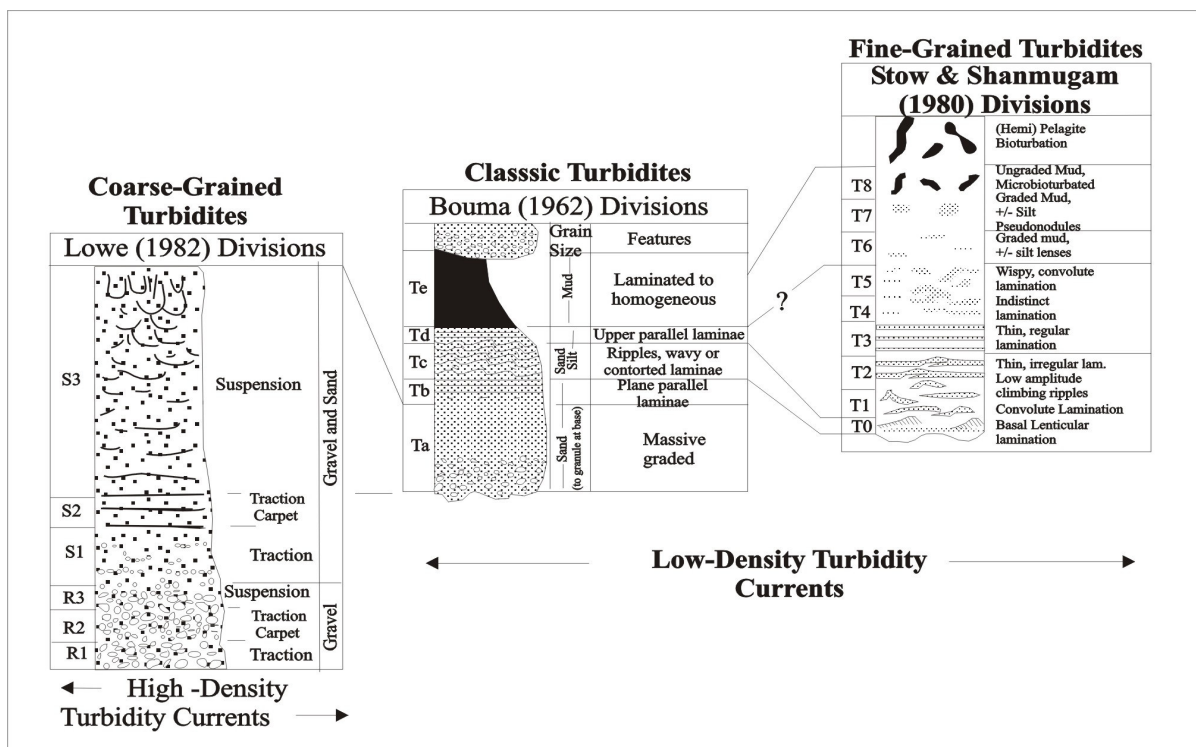 Coarse-Grained
Turbidites
Lowe (1982) Divisions
S3
S2
S1
R3
R2
R1
Suspension
Traction
Carpet
Traction
Suspension
Traction
Carpet
Traction
Gravel and Sand
Gravel
High -Density
Turbidity Currents
Classsic Turbidites
Bouma (1962) Divisions
Grain
Size
Features
Te
Td
Tc
Tb
Ta
Mud
Sand
Silt
Sand
(to granule at base)
Laminated to
homogeneous
Upper parallel laminae
Ripples, wavy or
contorted laminae
Plane parallel
laminae
Massive
graded
?
Low-Density Turbidity
Currents
Fine-Grained Turbidites
Stow & Shanmugam
(1980) Divisions
T8
T7
T6
T5
T4
T3
T2
T1
T0
(Hemi) Pelagite
Bioturbation
Ungraded Mud,
Microbioturbated
Graded Mud,
+/- Silt
Pseudonodules
Graded mud,
+/- silt lenses
Wispy, convolute
lamination
Indistinct
lamination
Thin, regular
lamination
Thin, irregular lam.
Low amplitude
climbing ripples
Convolute Lamination
Basal Lenticular
lamination